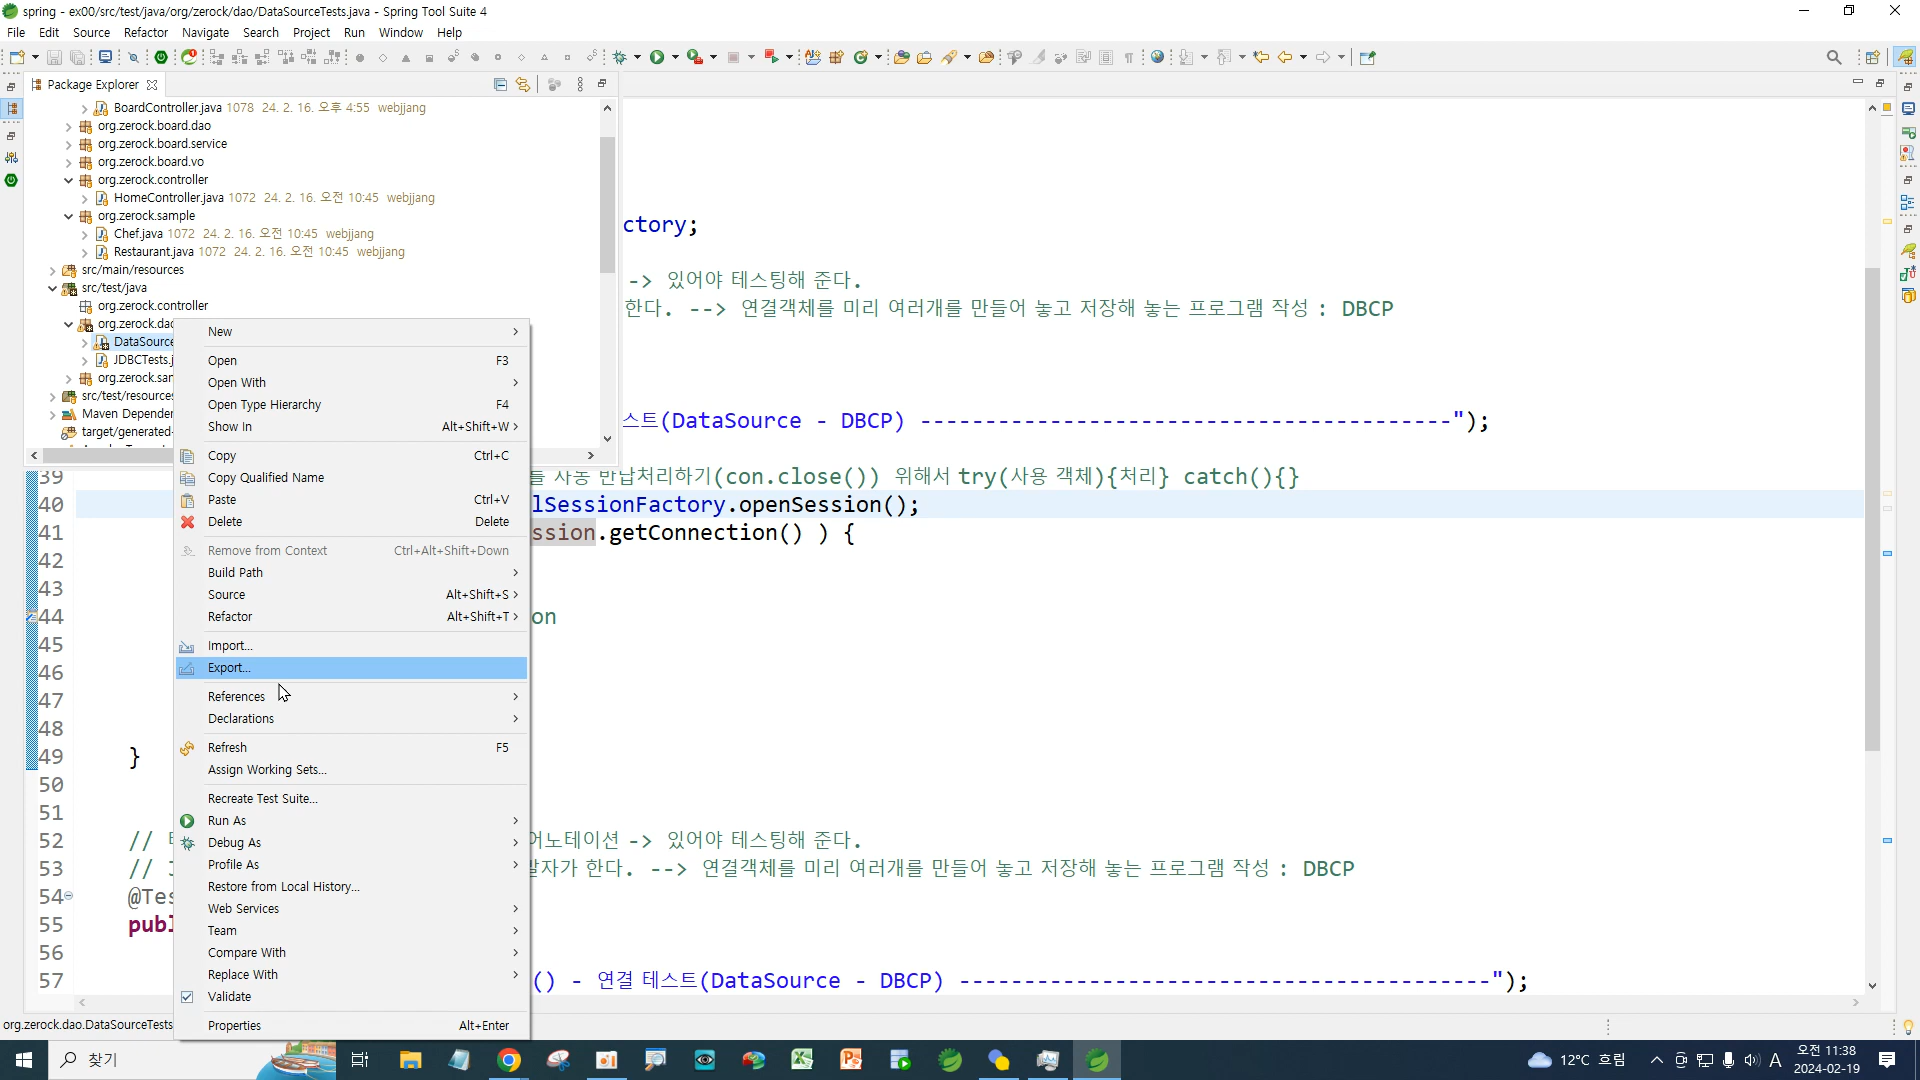 spring - ex00/src/test/java/org/zerock/dao/DataSourceTests.java - Spring Tool Suite 4
File Edit Source Refactor Navigate Search Project Run Window Help
Package Explorer
BoardController.java 1078 24. 2. 16. 오후 4:55 webjjang
org.zerock.board.dao
org.zerock.board.service
org.zerock.board.vo
org.zerock.controller
HomeController.java 1072 24. 2. 16. 오전 10:45 webjjang
org.zerock.sample
Chef.java 1072 24. 2. 16. 오전 10:45 webjjang
Restaurant.java 1072 24. 2. 16. 오전 10:45 webjjang
src/main/resources
src/test/java
org.zerock.controller
org.zerock.dao
DataSource
JDBCTests.j
org.zerock.sam
src/test/resources
Maven Depender
target/generated-
ctory;
-> 있어야 테스팅해 준다.
한다. --> 연결객체를 미리 여러개를 만들어 놓고 저장해 놓는 프로그램 작성 : DBCP
스트(DataSource - DBCP) -----------------------------------------");
를 자동 반납처리하기(con.close()) 위해서 try(사용 객체){처리} catch(){}
lSessionFactory.openSession();
ssion.getConnection() ) {
on
39
40
41
42
43
44
45
46
47
48
49 }
50
51
52 // 어노테이션 -> 있어야 테스팅해 준다.
53 // 발자가 한다. --> 연결객체를 미리 여러개를 만들어 놓고 저장해 놓는 프로그램 작성 : DBCP
54 @Tes
55 publ
56
57 () - 연결 테스트(DataSource - DBCP) -----------------------------------------");
New
Open F3
Open With
Open Type Hierarchy F4
Show In Alt+Shift+W
Copy Ctrl+C
Copy Qualified Name
Paste Ctrl+V
Delete Delete
Remove from Context Ctrl+Alt+Shift+Down
Build Path
Source Alt+Shift+S
Refactor Alt+Shift+T
Import...
Export...
References
Declarations
Refresh F5
Assign Working Sets...
Recreate Test Suite...
Run As
Debug As
Profile As
Restore from Local History...
Web Services
Team
Compare With
Replace With
Validate
Properties Alt+Enter
org.zerock.dao.DataSourceTests
찾기
12°C 흐림
A
오전 11:38
2024-02-19